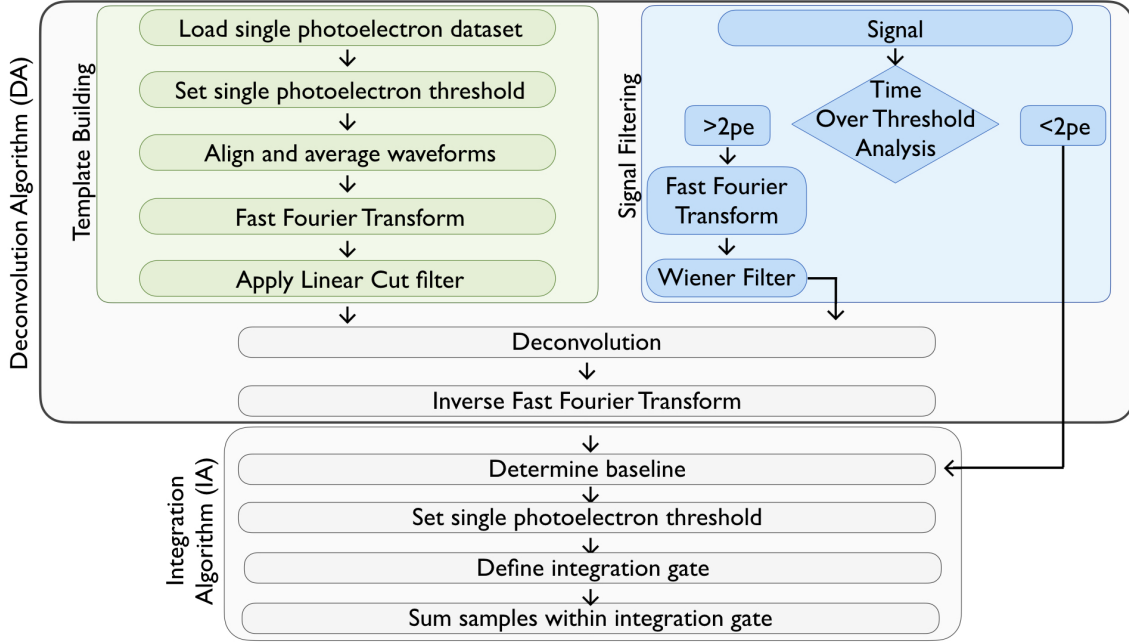 Deconvolution Algorithm (DA)
Template Building
Load single photoelectron dataset
Set single photoelectron threshold
Align and average waveforms
Fast Fourier Transform
Apply Linear Cut filter
Signal Filtering
Signal
Time
Over Threshold
Analysis
>2pe
<2pe
Fast Fourier
Transform
Wiener Filter
Deconvolution
Inverse Fast Fourier Transform
Integration
Algorithm (IA)
Determine baseline
Set single photoelectron threshold
Define integration gate
Sum samples within integration gate